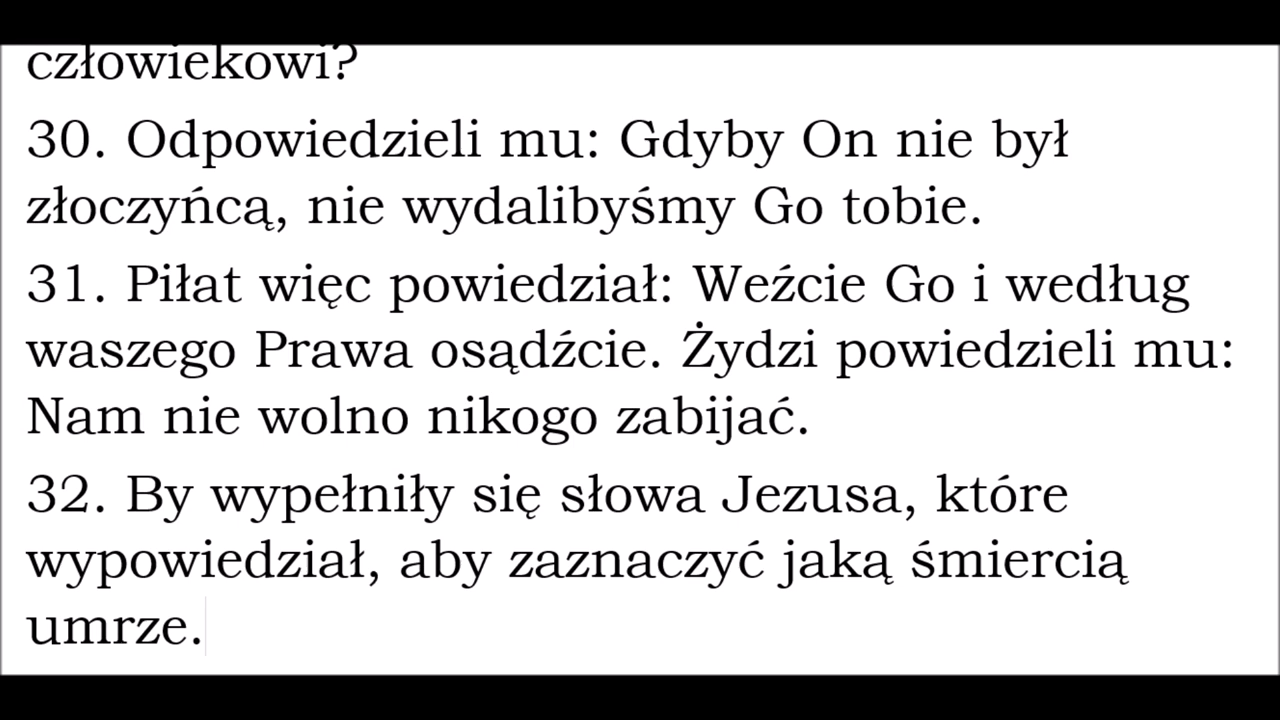 człowiekowi?
30. Odpowiedzieli mu: Gdyby On nie był
złoczyńcą, nie wydalibyśmy Go tobie.
31. Piłat więc powiedział: Weźcie Go i według
waszego Prawa osądźcie. Żydzi powiedzieli mu:
Nam nie wolno nikogo zabijać.
32. By wypełniły się słowa Jezusa, które
wypowiedział, aby zaznaczyć jaką śmiercią
umrze.